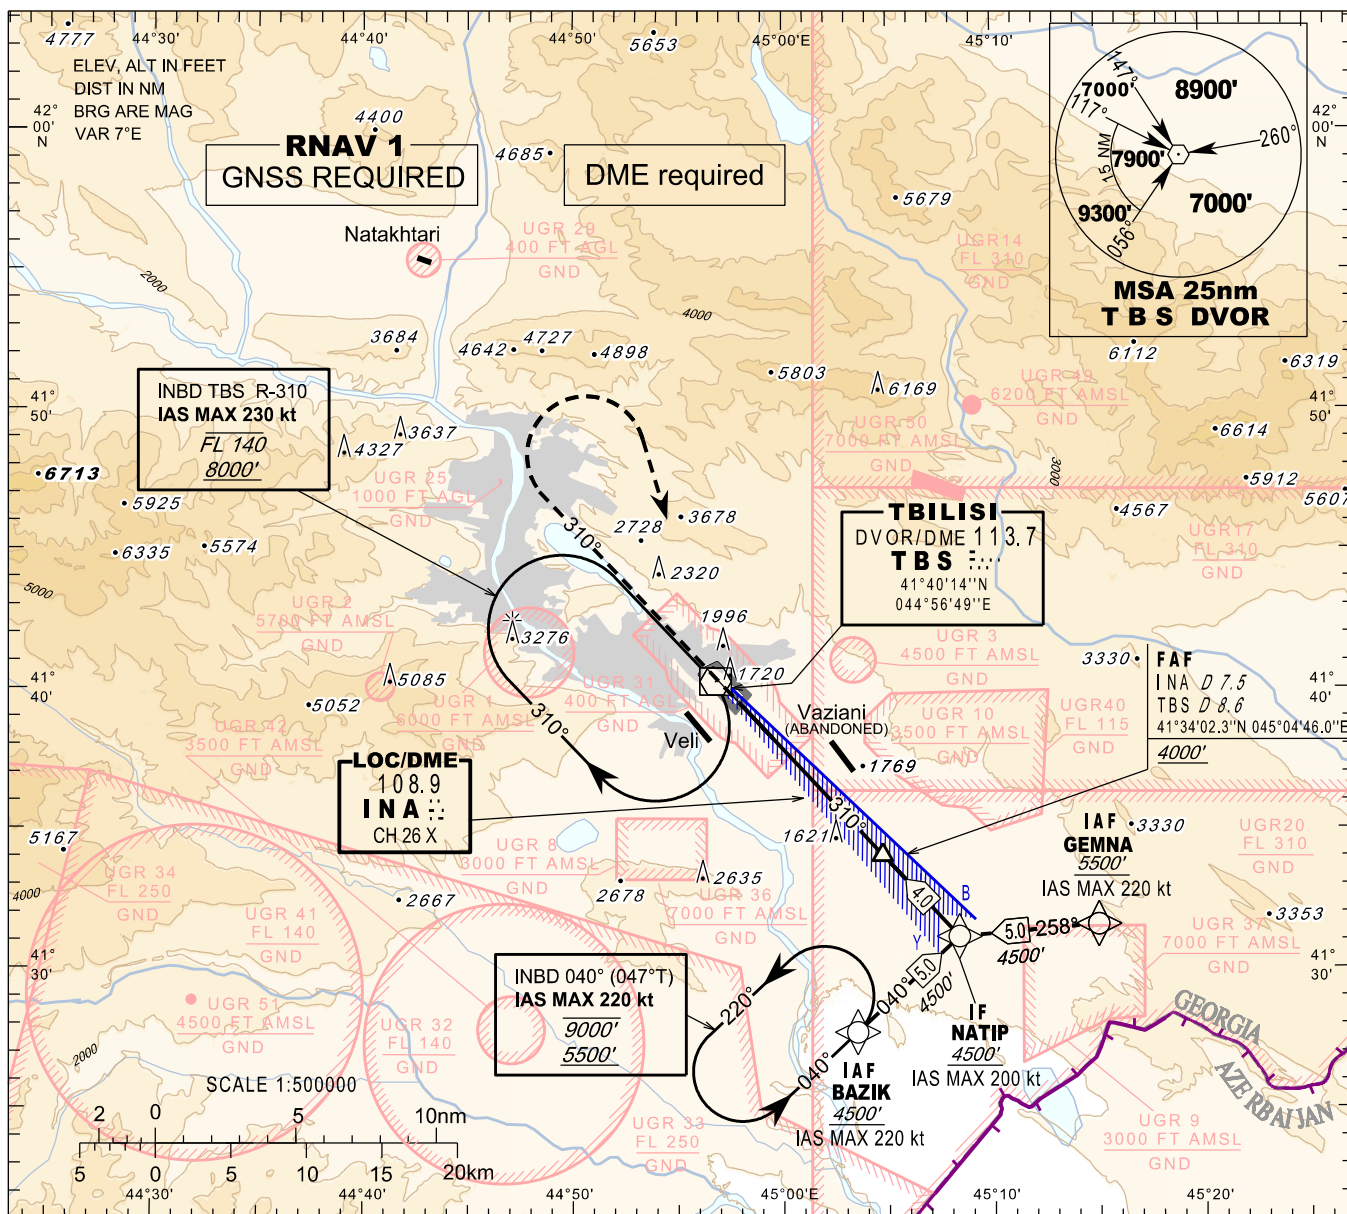 44°30'
44°40'
44°50'
45°00'E
45°10'
4777
5653
ELEV, ALT IN FEET
DIST IN NM
BRG ARE MAG
VAR 7°E
42°
00'
N
42°
00'
N
4400
4685
RNAV 1
GNSS REQUIRED
DME required
147°
7000'
117°
8900'
260°
15 NM
7900'
9300'
056°
7000'
MSA 25nm
T B S DVOR
5679
Natakhtari
UGR 29
400 FT AGL
GND
UGR14
FL 310
GND
2000
4000
3684
4642
4727
4898
5803
6169
6112
6319
UGR 49
6200 FT AMSL
GND
INBD TBS R-310
IAS MAX 230 kt
FL 140
8000'
41°
50'
41°
50'
3637
4327
UGR 50
7000 FT AMSL
GND
6614
3000
6713
5925
UGR 25
1000 FT AGL
GND
5912
5607
6335
5574
310°
2728
3678
2320
4567
UGR17
FL 310
GND
TBILISI
DVOR/DME 113.7
TBS
41°40'14''N
044°56'49''E
5000
UGR 2
5700 FT AMSL
GND
3276
1996
1720
UGR 3
4500 FT AMSL
GND
3330
FAF
INA D 7.5
TBS D 8.6
41°34'02.3"N 045°04'46.0"E
4000'
41°
40'
41°
40'
5085
5052
UGR 1
6000 FT AMSL
GND
UGR 31
400 FT AGL
GND
310°
Veli
Vaziani
(ABANDONED)
UGR 10
3500 FT AMSL
GND
UGR40
FL 115
GND
UGR 42
3500 FT AMSL
GND
LOC/DME
108.9
INA
CH 26 X
1769
310°
1621
5167
UGR 8
3000 FT AMSL
GND
2678
2635
IAF
GEMNA
5500'
IAS MAX 220 kt
3330
UGR20
FL 310
GND
UGR 34
FL 250
GND
4000
2667
UGR 36
7000 FT AMSL
GND
UGR 41
FL 140
GND
4.0
B
Y
5.0
258°
4500'
3353
UGR 37
7000 FT AMSL
GND
41°
30'
41°
30'
INBD 040° (047°T)
IAS MAX 220 kt
9000'
5500'
220°
040°
5.0
4500'
040°
IF
NATIP
4500'
IAS MAX 200 kt
UGR 51
4500 FT AMSL
GND
UGR 32
FL 140
GND
2000
GEORGIA
AZERBAIJAN
IAF
BAZIK
4500'
IAS MAX 220 kt
SCALE 1:500000
2
0
5
10nm
5
0
5
10
15
20km
UGR 33
FL 250
GND
UGR 9
3000 FT AMSL
GND
44°30'
44°40'
44°50'
45°00'E
45°10'
45°20'